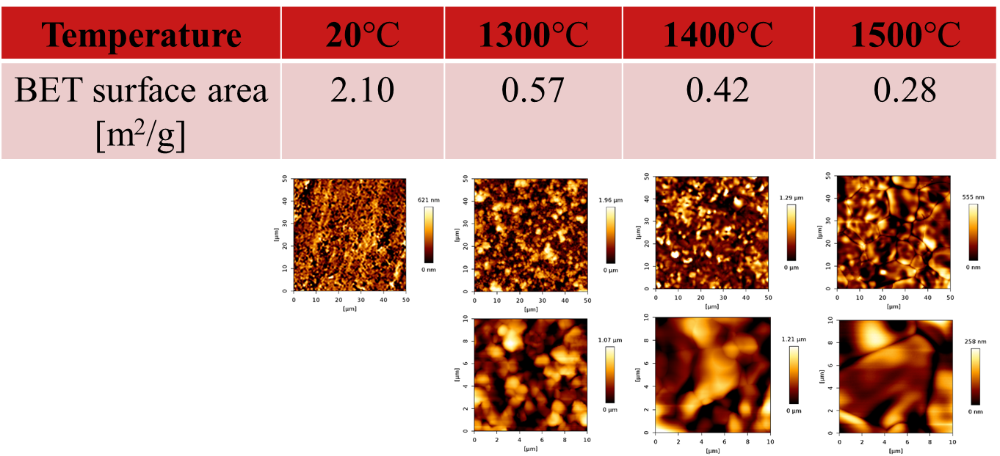 Temperature 20°C 1300°C 1400°C 1500°C
BET surface area 2.10 0.57 0.42 0.28
[m²/g]
50
40
30
20
10
0
[µm]
0 10 20 30 40 50
[µm]
621 nm
0 nm
50
40
30
20
10
0
[µm]
0 10 20 30 40 50
[µm]
1.96 µm
0 µm
50
40
30
20
10
0
[µm]
0 10 20 30 40 50
[µm]
1.29 µm
0 µm
50
40
30
20
10
0
[µm]
0 10 20 30 40 50
[µm]
555 nm
0 nm
10
8
6
4
2
0
[µm]
0 2 4 6 8 10
[µm]
1.07 µm
0 µm
10
8
6
4
2
0
[µm]
0 2 4 6 8 10
[µm]
1.21 µm
0 µm
10
8
6
4
2
0
[µm]
0 2 4 6 8 10
[µm]
258 nm
0 nm